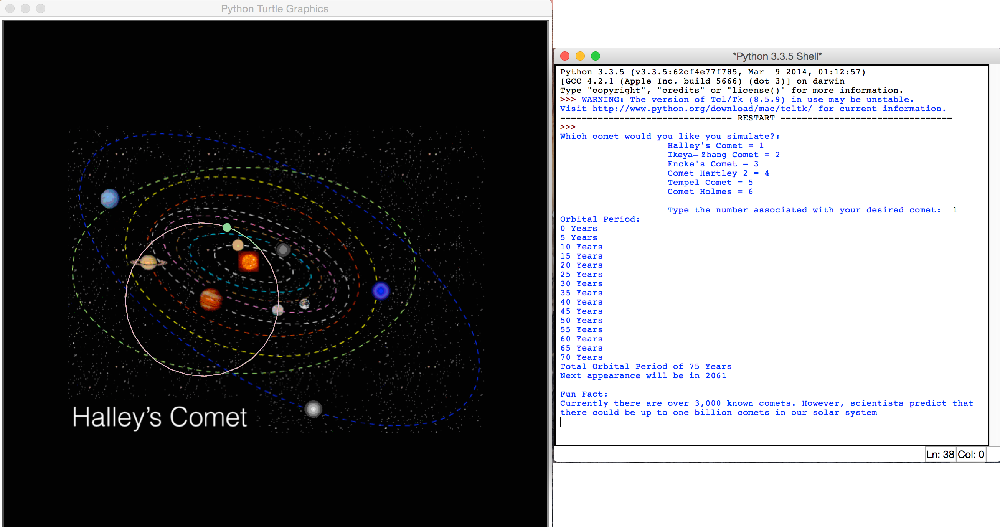 Python Turtle Graphics
Halley's Comet
*Python 3.3.5 Shell*
Python 3.3.5 (v3.3.5:62cf4e77f785, Mar  9 2014, 01:12:57)
[GCC 4.2.1 (Apple Inc. build 5666) (dot 3)] on darwin
Type "copyright", "credits" or "license()" for more information.
>>> WARNING: The version of Tcl/Tk (8.5.9) in use may be unstable.
Visit http://www.python.org/download/mac/tcltk/ for current information.
================================ RESTART ================================
>>>
Which comet would you like you simulate?:
Halley's Comet = 1
Ikeya—Zhang Comet = 2
Encke's Comet = 3
Comet Hartley 2 = 4
Tempel Comet = 5
Comet Holmes = 6
Type the number associated with your desired comet:  1
Orbital Period:
0 Years
5 Years
10 Years
15 Years
20 Years
25 Years
30 Years
35 Years
40 Years
45 Years
50 Years
55 Years
60 Years
65 Years
70 Years
Total Orbital Period of 75 Years
Next appearance will be in 2061
Fun Fact:
Currently there are over 3,000 known comets. However, scientists predict that
there could be up to one billion comets in our solar system
Ln: 38 Col: 0